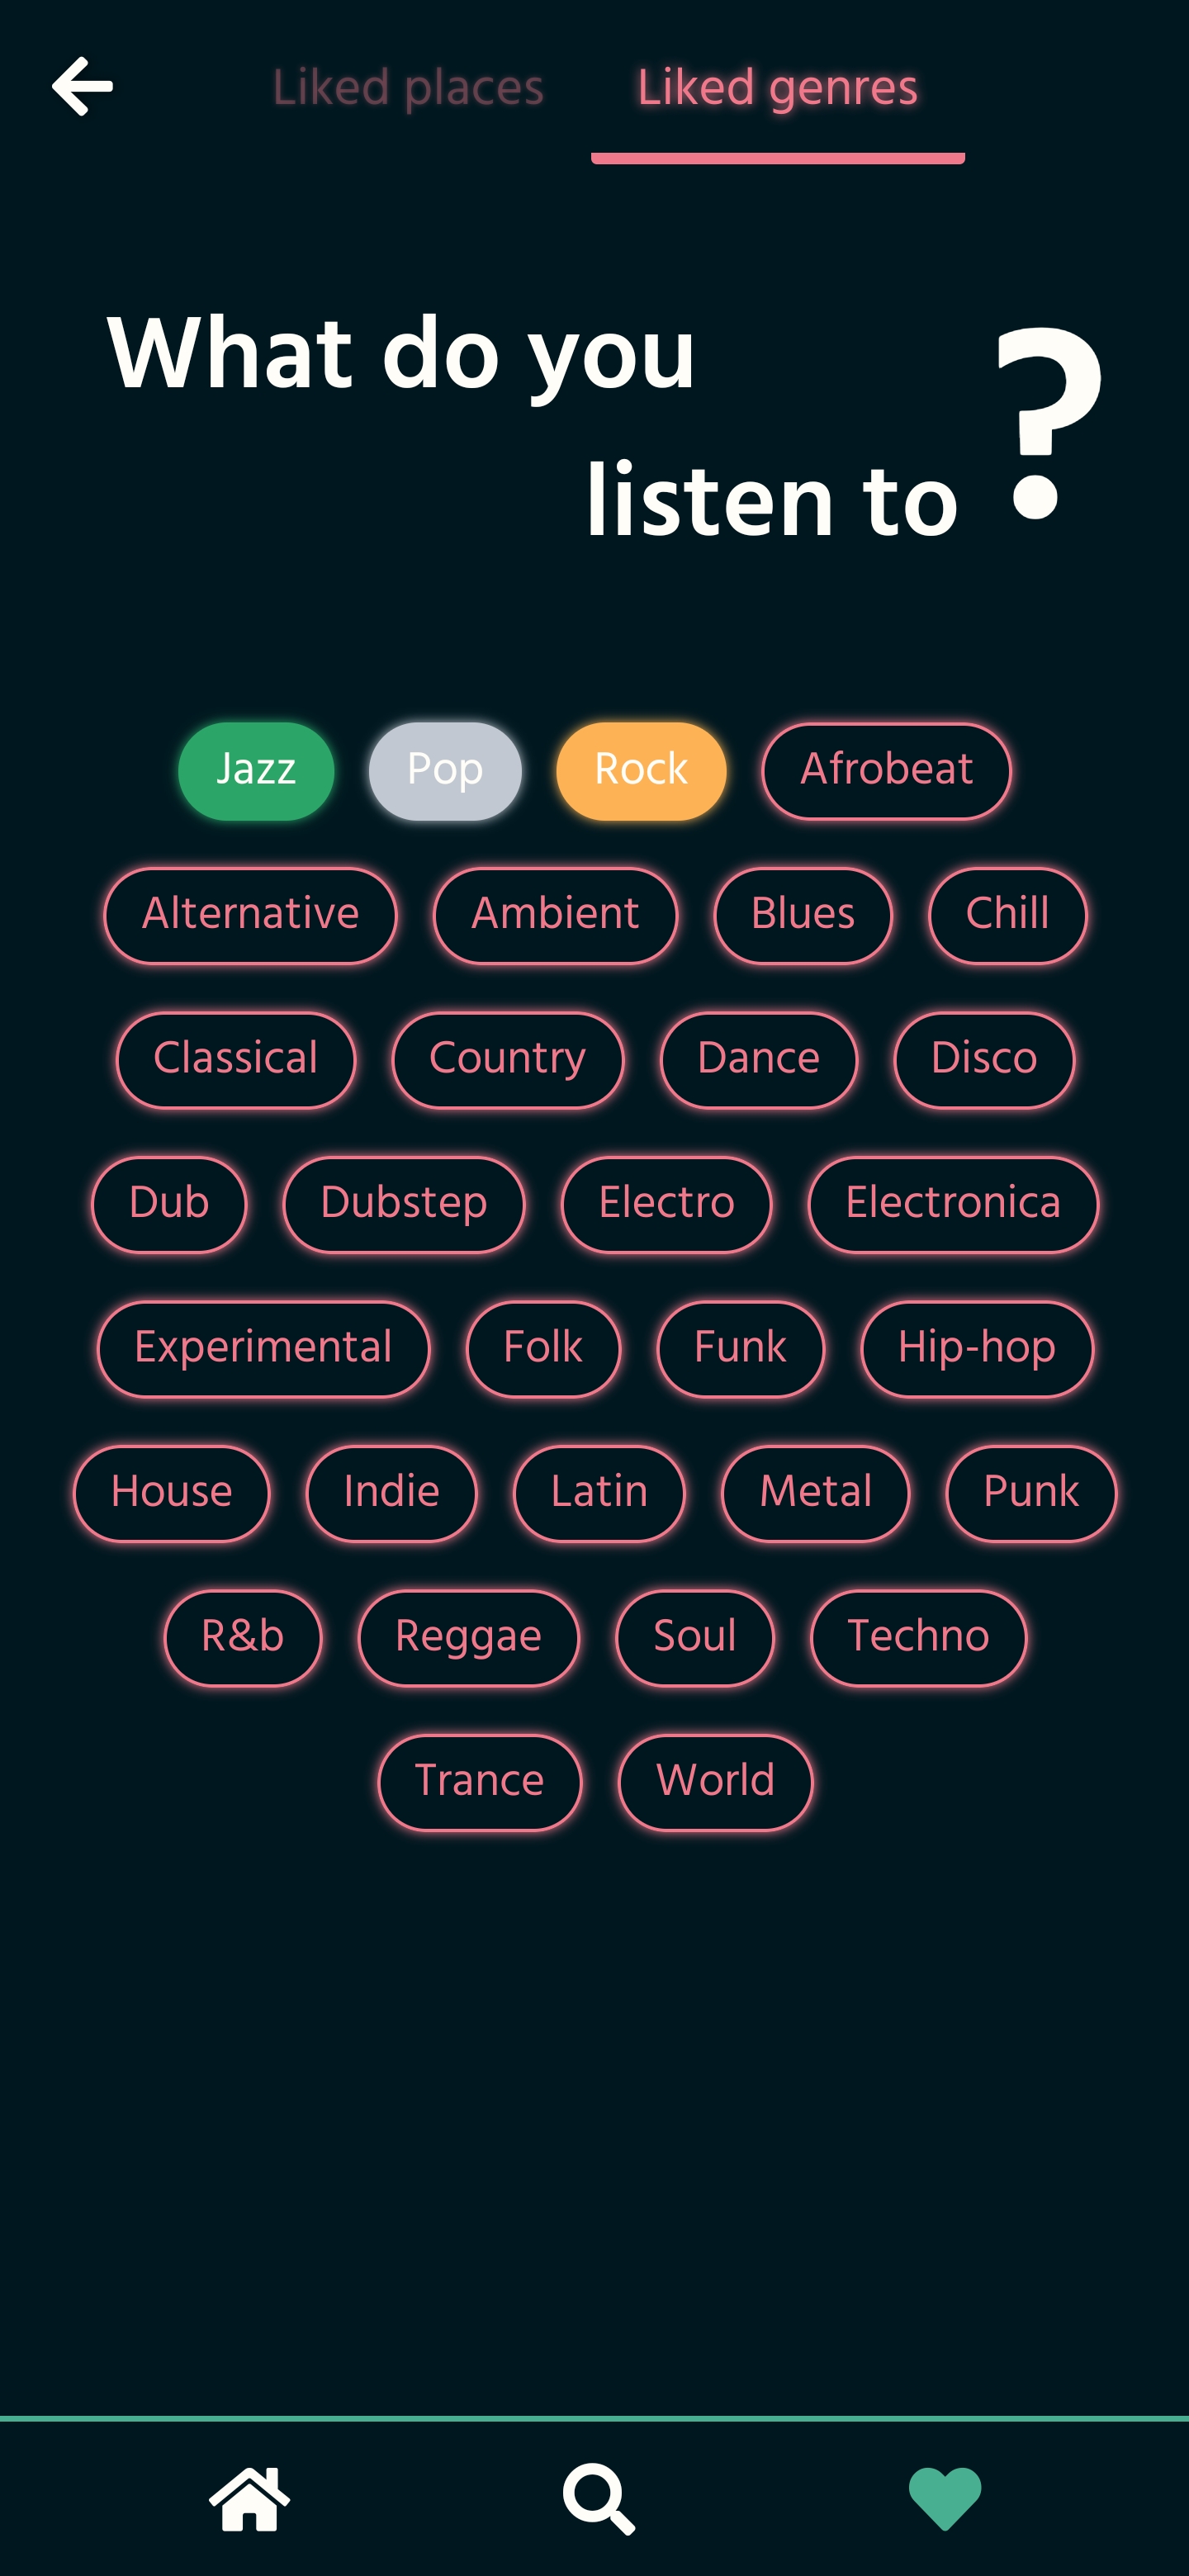 Liked places Liked genres
What do you
listen to ?
Jazz Pop Rock Afrobeat
Alternative Ambient Blues Chill
Classical Country Dance Disco
Dub Dubstep Electro Electronica
Experimental Folk Funk Hip-hop
House Indie Latin Metal Punk
R&b Reggae Soul Techno
Trance World